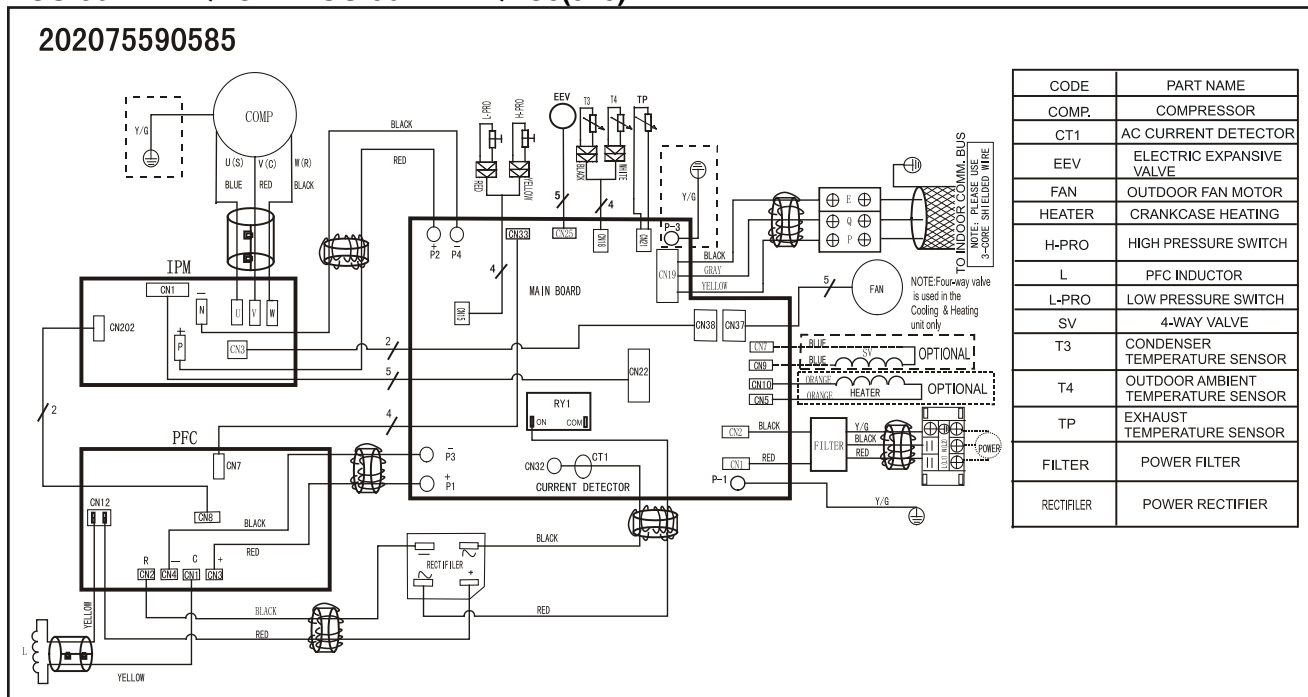 202075590585
COMP
Y/G
U(S)
V(C)
W(R)
BLUE
RED
BLACK
BLACK
RED
L-PRO
H-PRO
RED
YELLOW
EEV
T3
T4
TP
BLACK
WHITE
5
4
4
Y/G
P-3
IPM
CN1
CN202
N
U
V
W
P
+
CN3
P2
P4
CN33
CN25
CN18
CN21
CN15
MAIN BOARD
CN19
BLACK
GRAY
YELLOW
E
Q
P
TO INDOOR COMM. BUS
NOTE: PLEASE USE
3-CORE SHIELDED WIRE
5
FAN
NOTE:Four-way valve
is used in the
Cooling & Heating
unit only
CN38
CN37
CN22
CN7
BLUE
CN9
BLUE
SV
OPTIONAL
CN10
ORANGE
CN5
ORANGE
HEATER
OPTIONAL
RY1
ON
COM
CN2
BLACK
CN1
RED
FILTER
Y/G
BLACK
RED
POWER
P-1
Y/G
CN32
CT1
CURRENT DETECTOR
P3
P1
2
5
4
2
PFC
CN7
CN12
CN8
BLACK
RED
R
C
+
CN2
CN4
CN1
CN3
RECTIFILER
BLACK
RED
BLACK
RED
YELLOW
L
YELLOW
CODE PART NAME
COMP. COMPRESSOR
CT1 AC CURRENT DETECTOR
EEV ELECTRIC EXPANSIVE
VALVE
FAN OUTDOOR FAN MOTOR
HEATER CRANKCASE HEATING
H-PRO HIGH PRESSURE SWITCH
L PFC INDUCTOR
L-PRO LOW PRESSURE SWITCH
SV 4-WAY VALVE
T3 CONDENSER
TEMPERATURE SENSOR
T4 OUTDOOR AMBIENT
TEMPERATURE SENSOR
TP EXHAUST
TEMPERATURE SENSOR
FILTER POWER FILTER
RECTIFILER POWER RECTIFIER